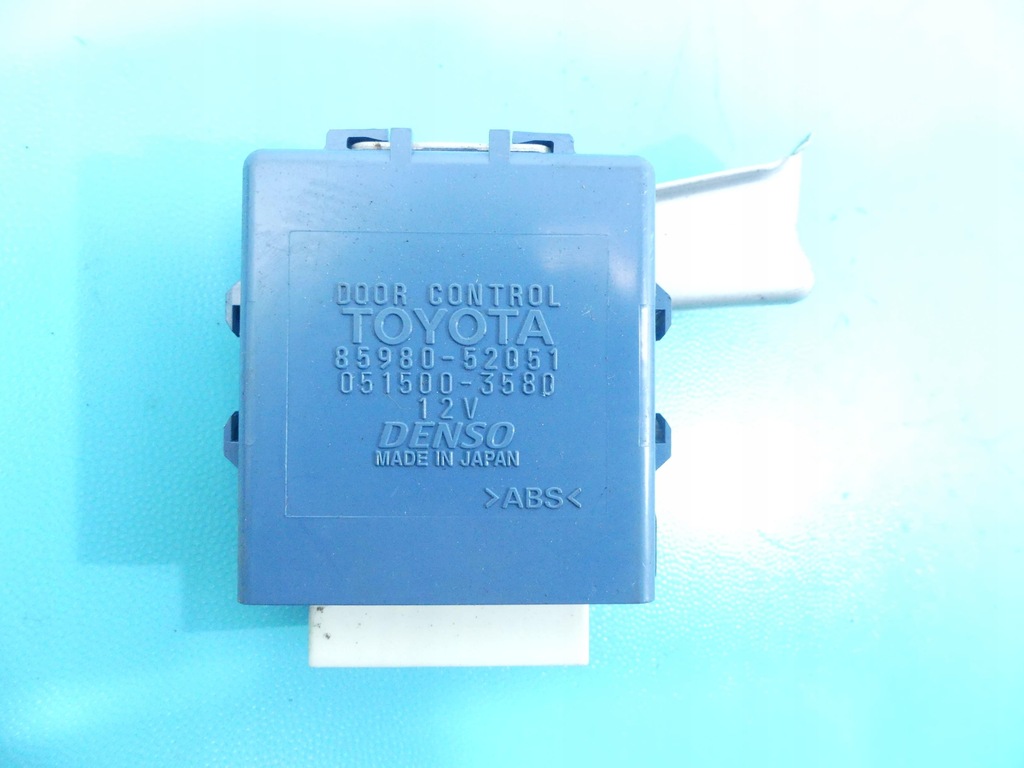 DOOR CONTROL
TOYOTA
85980-52051
051500-3580
12V
DENSO
MADE IN JAPAN
>ABS<